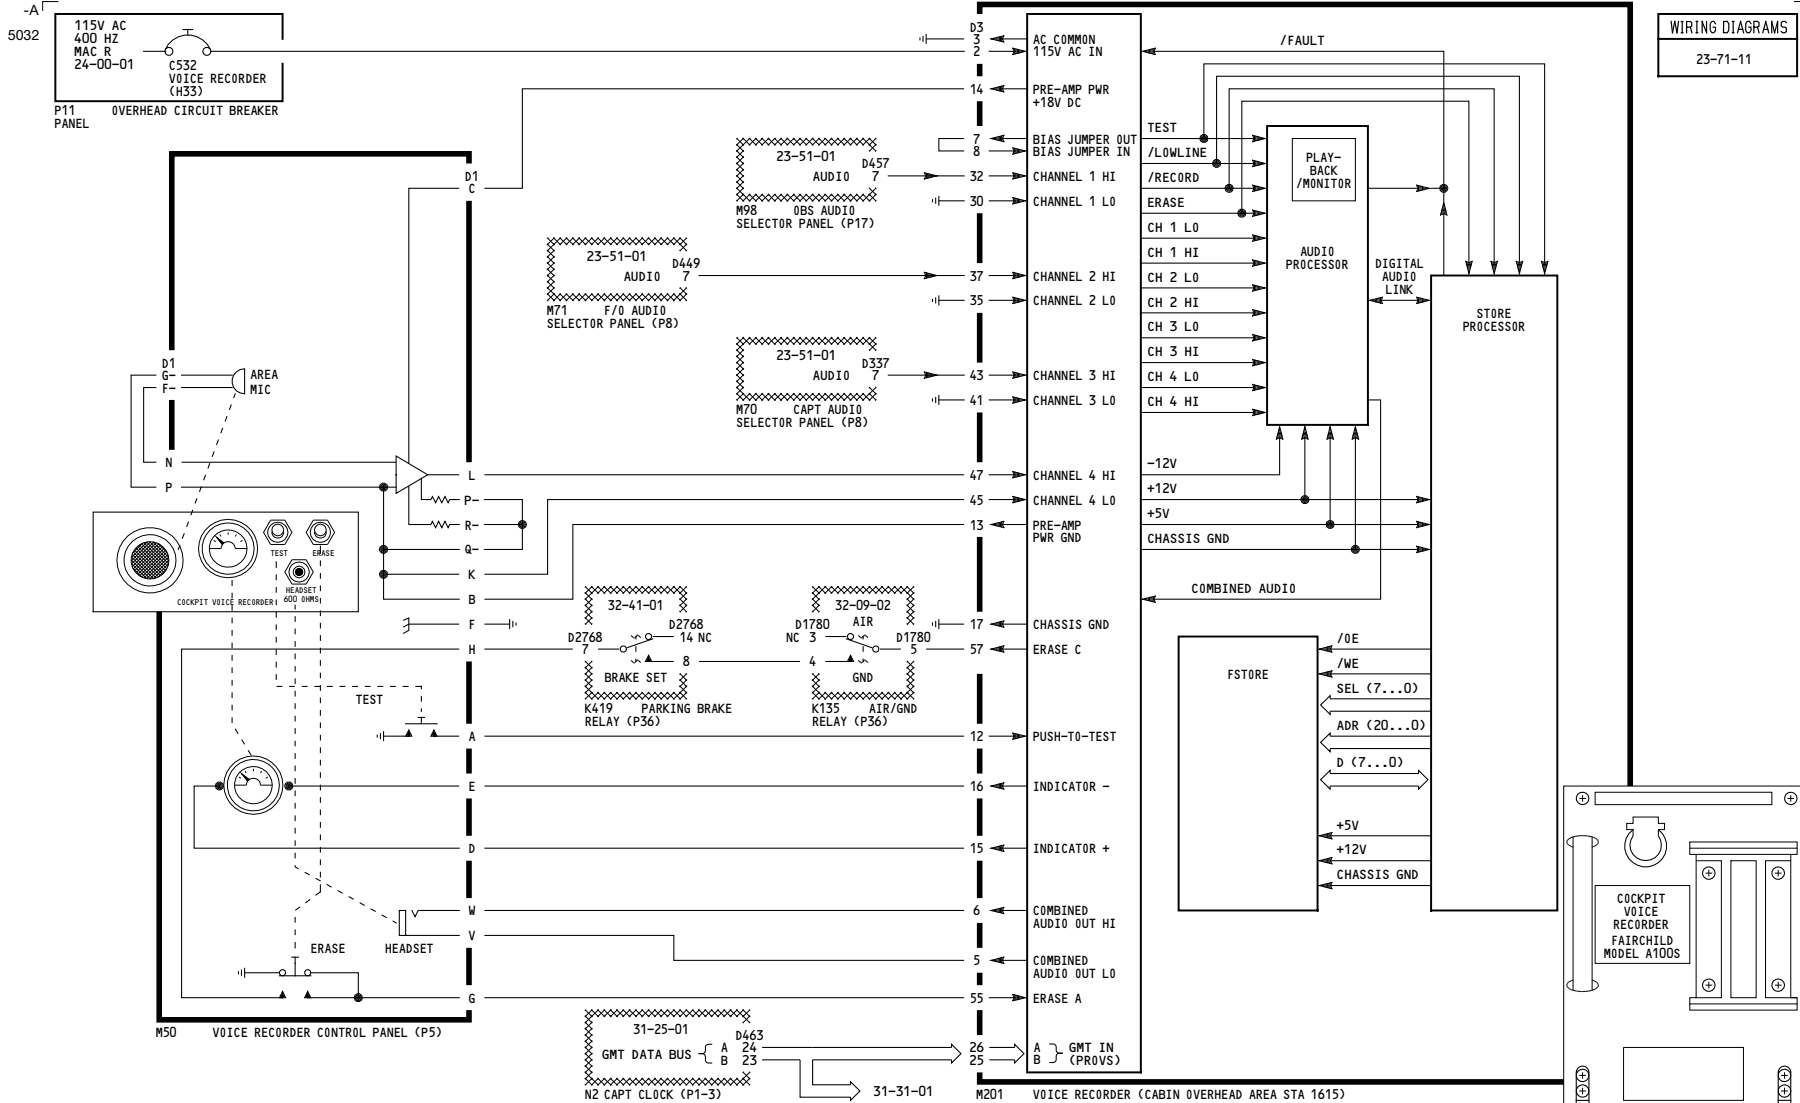 -A
5032
115V AC
400 HZ
MAC R
24-00-01
C532
VOICE RECORDER
(H33)
P11 OVERHEAD CIRCUIT BREAKER
PANEL
WIRING DIAGRAMS
23-71-11
D3
3 AC COMMON
2 115V AC IN
14 PRE-AMP PWR
+18V DC
7 BIAS JUMPER OUT
8 BIAS JUMPER IN
32 CHANNEL 1 HI
30 CHANNEL 1 LO
37 CHANNEL 2 HI
35 CHANNEL 2 LO
43 CHANNEL 3 HI
41 CHANNEL 3 LO
47 CHANNEL 4 HI
45 CHANNEL 4 LO
13 PRE-AMP
PWR GND
17 CHASSIS GND
57 ERASE C
12 PUSH-TO-TEST
16 INDICATOR -
15 INDICATOR +
6 COMBINED
AUDIO OUT HI
5 COMBINED
AUDIO OUT LO
55 ERASE A
26 A } GMT IN
25 B (PROVS)
M201 VOICE RECORDER (CABIN OVERHEAD AREA STA 1615)
23-51-01
AUDIO
D457
7
M98 OBS AUDIO
SELECTOR PANEL (P17)
23-51-01
AUDIO
D449
7
M71 F/O AUDIO
SELECTOR PANEL (P8)
23-51-01
AUDIO
D337
7
M70 CAPT AUDIO
SELECTOR PANEL (P8)
D1
C
D1
G-
F-
AREA
MIC
N
P
L
P-
R-
Q-
K
B
F
H
A
E
D
W
V
G
TEST
ERASE
HEADSET
600 OHMS
COCKPIT VOICE RECORDER
TEST
ERASE
HEADSET
M50 VOICE RECORDER CONTROL PANEL (P5)
32-41-01
D2768
7
D2768
14 NC
8
BRAKE SET
K419 PARKING BRAKE
RELAY (P36)
32-09-02
AIR
D1780
NC 3
4
D1780
5
GND
K135 AIR/GND
RELAY (P36)
31-25-01
GMT DATA BUS { A
B
D463
24
23
N2 CAPT CLOCK (P1-3)
31-31-01
/FAULT
TEST
/LOWLINE
/RECORD
ERASE
CH 1 LO
CH 1 HI
CH 2 LO
CH 2 HI
CH 3 LO
CH 3 HI
CH 4 LO
CH 4 HI
-12V
+12V
+5V
CHASSIS GND
COMBINED AUDIO
PLAY-
BACK
/MONITOR
AUDIO
PROCESSOR
DIGITAL
AUDIO
LINK
STORE
PROCESSOR
FSTORE
/OE
/WE
SEL (7...0)
ADR (20...0)
D (7...0)
+5V
+12V
CHASSIS GND
COCKPIT
VOICE
RECORDER
FAIRCHILD
MODEL A100S